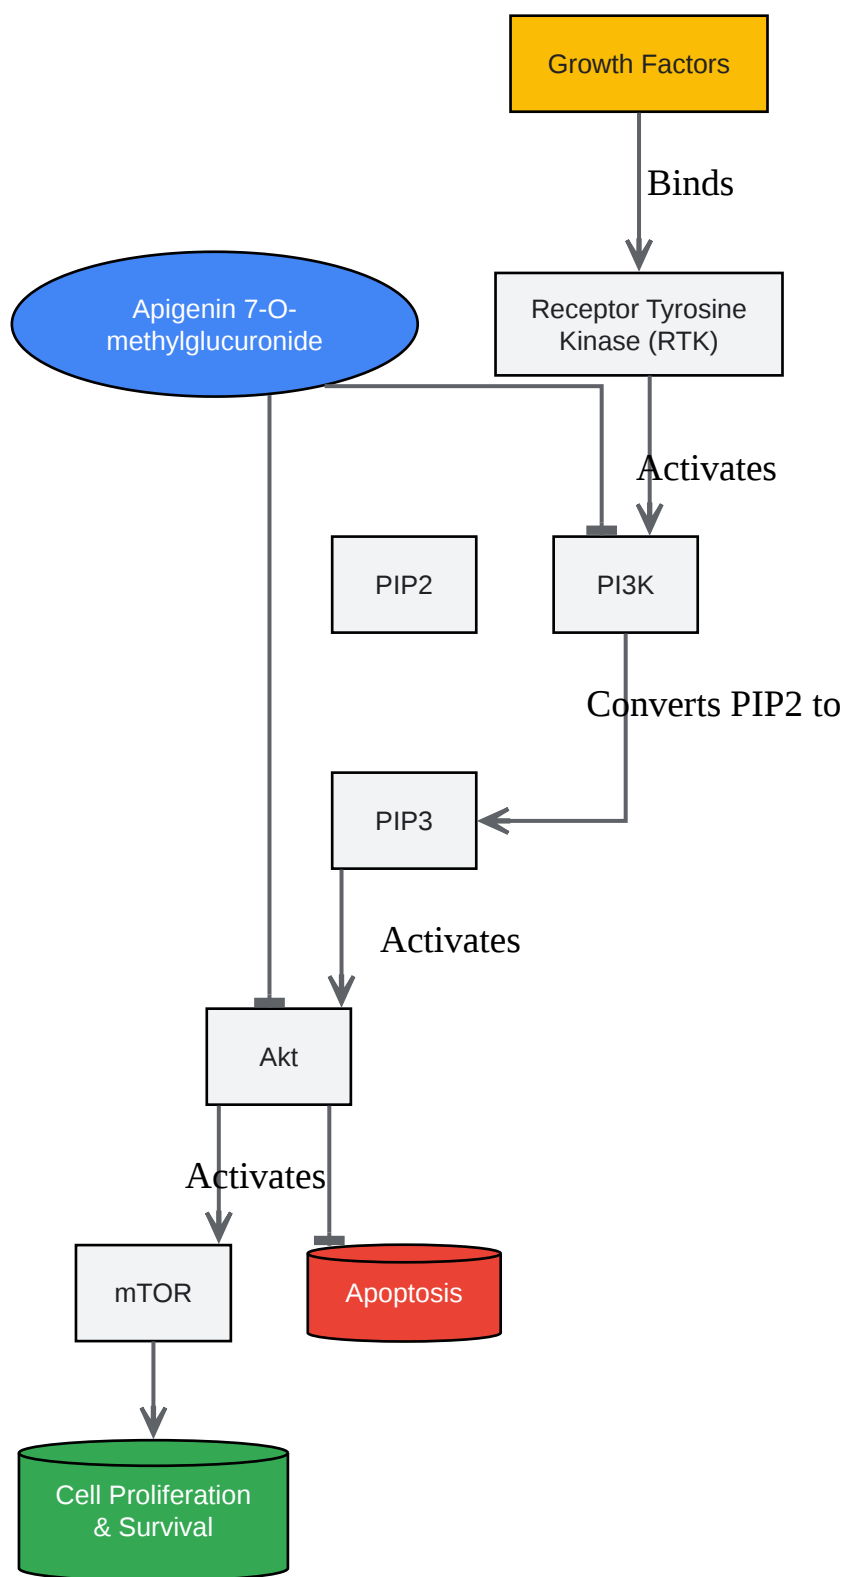 Growth Factors
Binds
Apigenin 7-O-
methylglucuronide
Receptor Tyrosine
Kinase (RTK)
Activates
PIP2
PI3K
Converts PIP2 to
PIP3
Activates
Akt
Activates
mTOR
Apoptosis
Cell Proliferation
& Survival